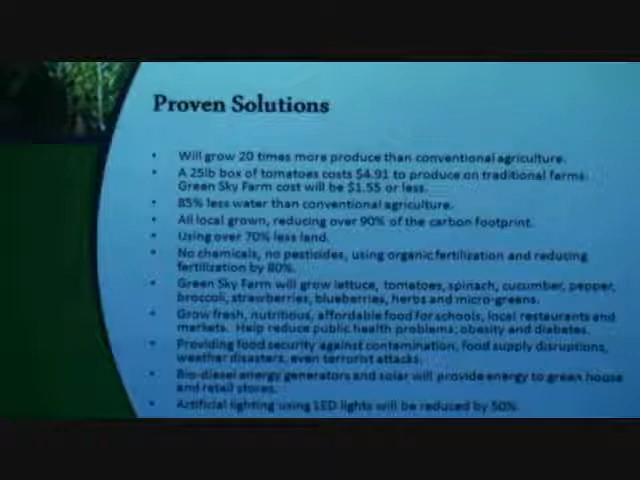 Proven Solutions
• Will grow 20 times more produce than conventional agriculture.
• A 25lb box of tomatoes costs $4.91 to produce on traditional farms.
Green Sky Farm cost will be $1.55 or less.
• 85% less water than conventional agriculture.
• All local grown, reducing over 90% of the carbon footprint.
• Using over 70% less land.
• No chemicals, no pesticides, using organic fertilization and reducing
fertilization by 80%.
• Green Sky Farm will grow lettuce, tomatoes, spinach, cucumber, pepper,
broccoli, strawberries, blueberries, herbs and micro-greens.
• Grow fresh, nutritious, affordable food for schools, local restaurants and
markets. Help reduce public health problems; obesity and diabetes.
• Providing food security against contamination, food supply disruptions,
weather disasters, even terrorist attacks.
• Bio-diesel energy generators and solar will provide energy to green house
and retail stores.
• Artificial lighting using LED lights will be reduced by 50%.